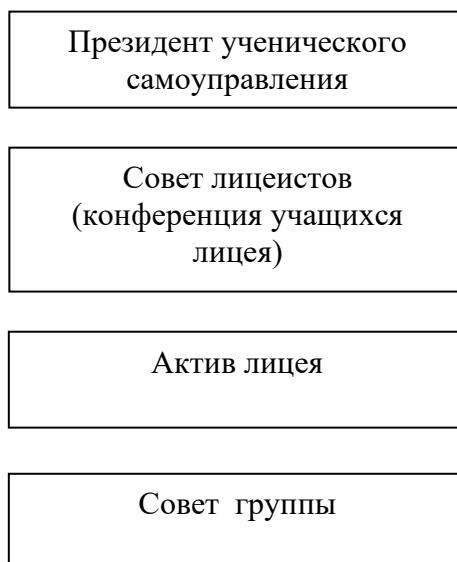 Президент ученического
самоуправления
Совет лицеистов
(конференция учащихся
лицея)
Актив лицея
Совет группы